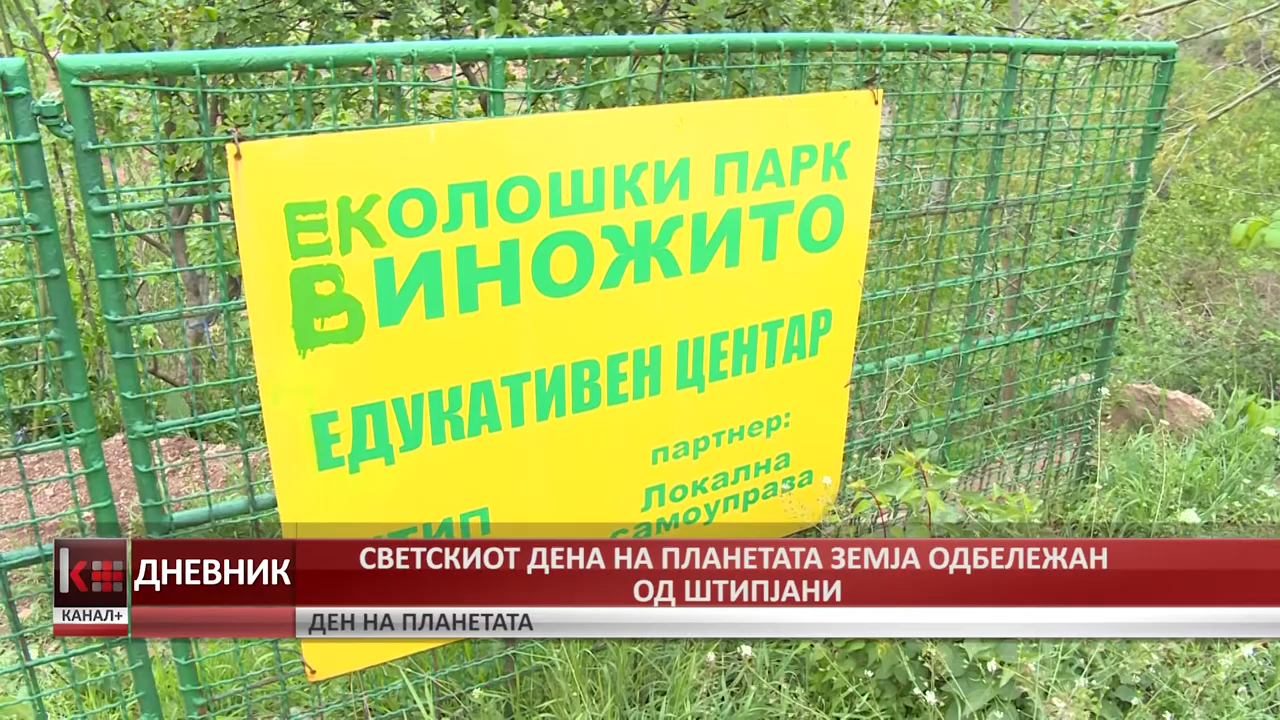 ЕКОЛОШКИ ПАРК
ВИНОЖИТО
ЕДУКАТИВЕН ЦЕНТАР
партнер:
Локална
самоупраза
ДНЕВНИК
КАНАЛ+
СВЕТСКИОТ ДЕНА НА ПЛАНЕТАТА ЗЕМЈА ОДБЕЛЕЖАН
ОД ШТИПЈАНИ
ДЕН НА ПЛАНЕТАТА